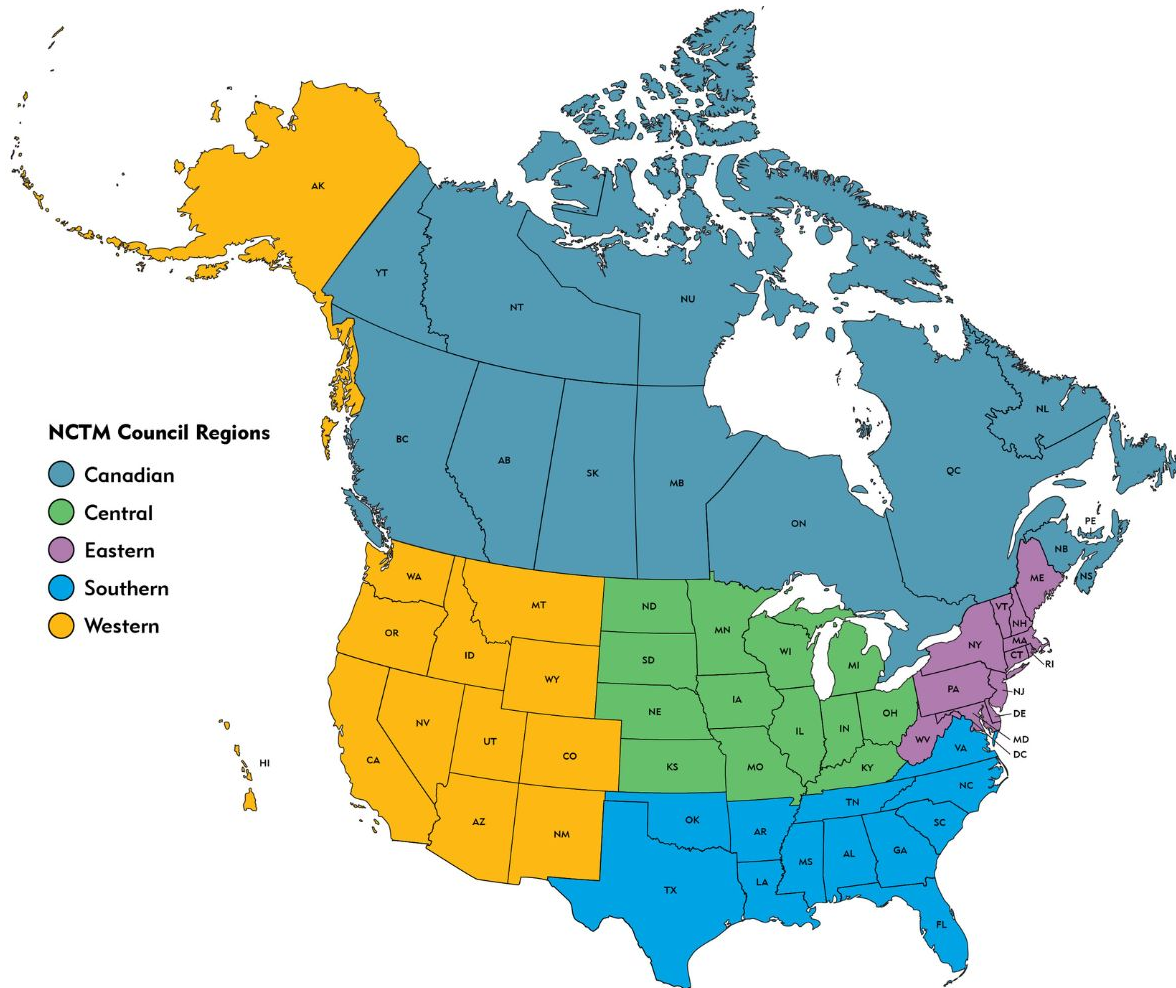 AK
YT
NT
NU
BC
AB
SK
MB
ON
QC
NL
PE
NB
NS
NCTM Council Regions
Canadian
Central
Eastern
Southern
Western
WA
MT
OR
ID
WY
NV
UT
CO
CA
AZ
NM
HI
ND
MN
SD
WI
MI
NE
IA
IL
IN
OH
KS
MO
KY
ME
VT
NH
NY
MA
CT
RI
PA
NJ
DE
MD
DC
WV
VA
NC
TN
SC
OK
AR
MS
AL
GA
TX
LA
FL